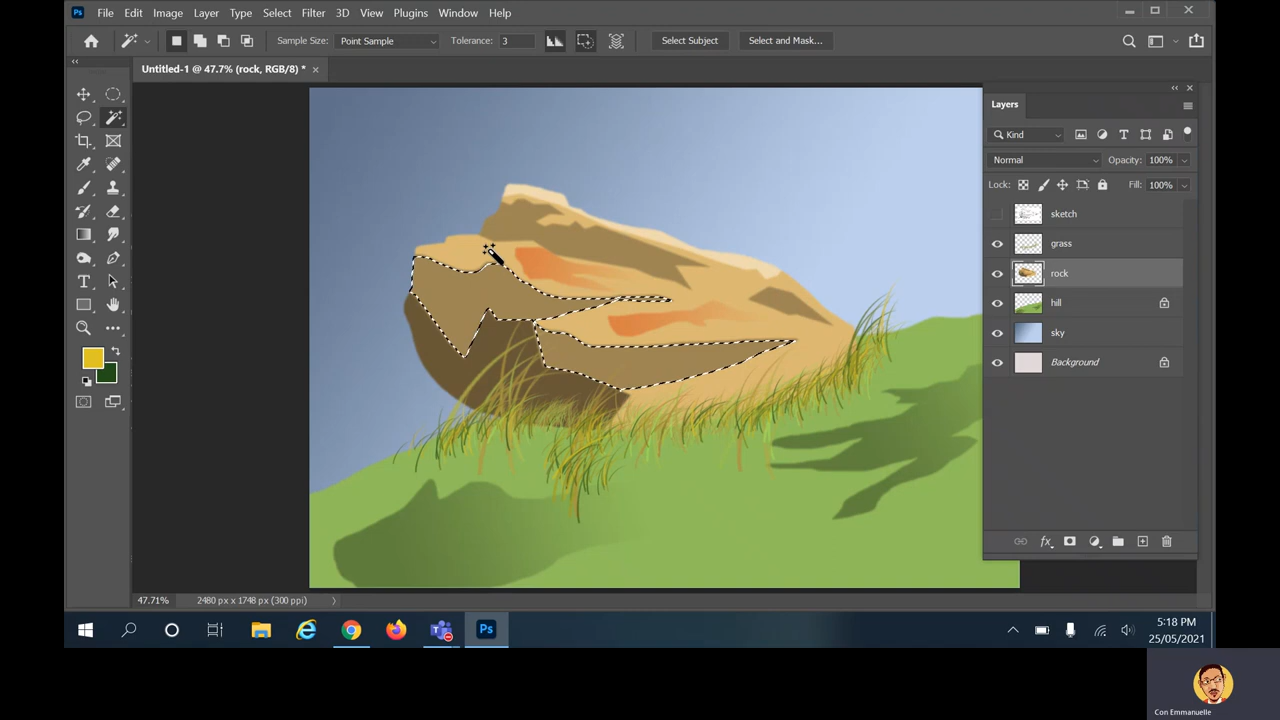 Ps File Edit Image Layer Type Select Filter 3D View Plugins Window Help
Sample Size: Point Sample Tolerance: 3 Select Subject Select and Mask...
Untitled-1 @ 47.7% (rock, RGB/8) * ×
Layers
Kind
Normal Opacity: 100%
Lock: Fill: 100%
sketch
grass
rock
hill
sky
Background
47.71% 2480 px x 1748 px (300 ppi)
Ps
5:18 PM
25/05/2021
Con Emmanuelle